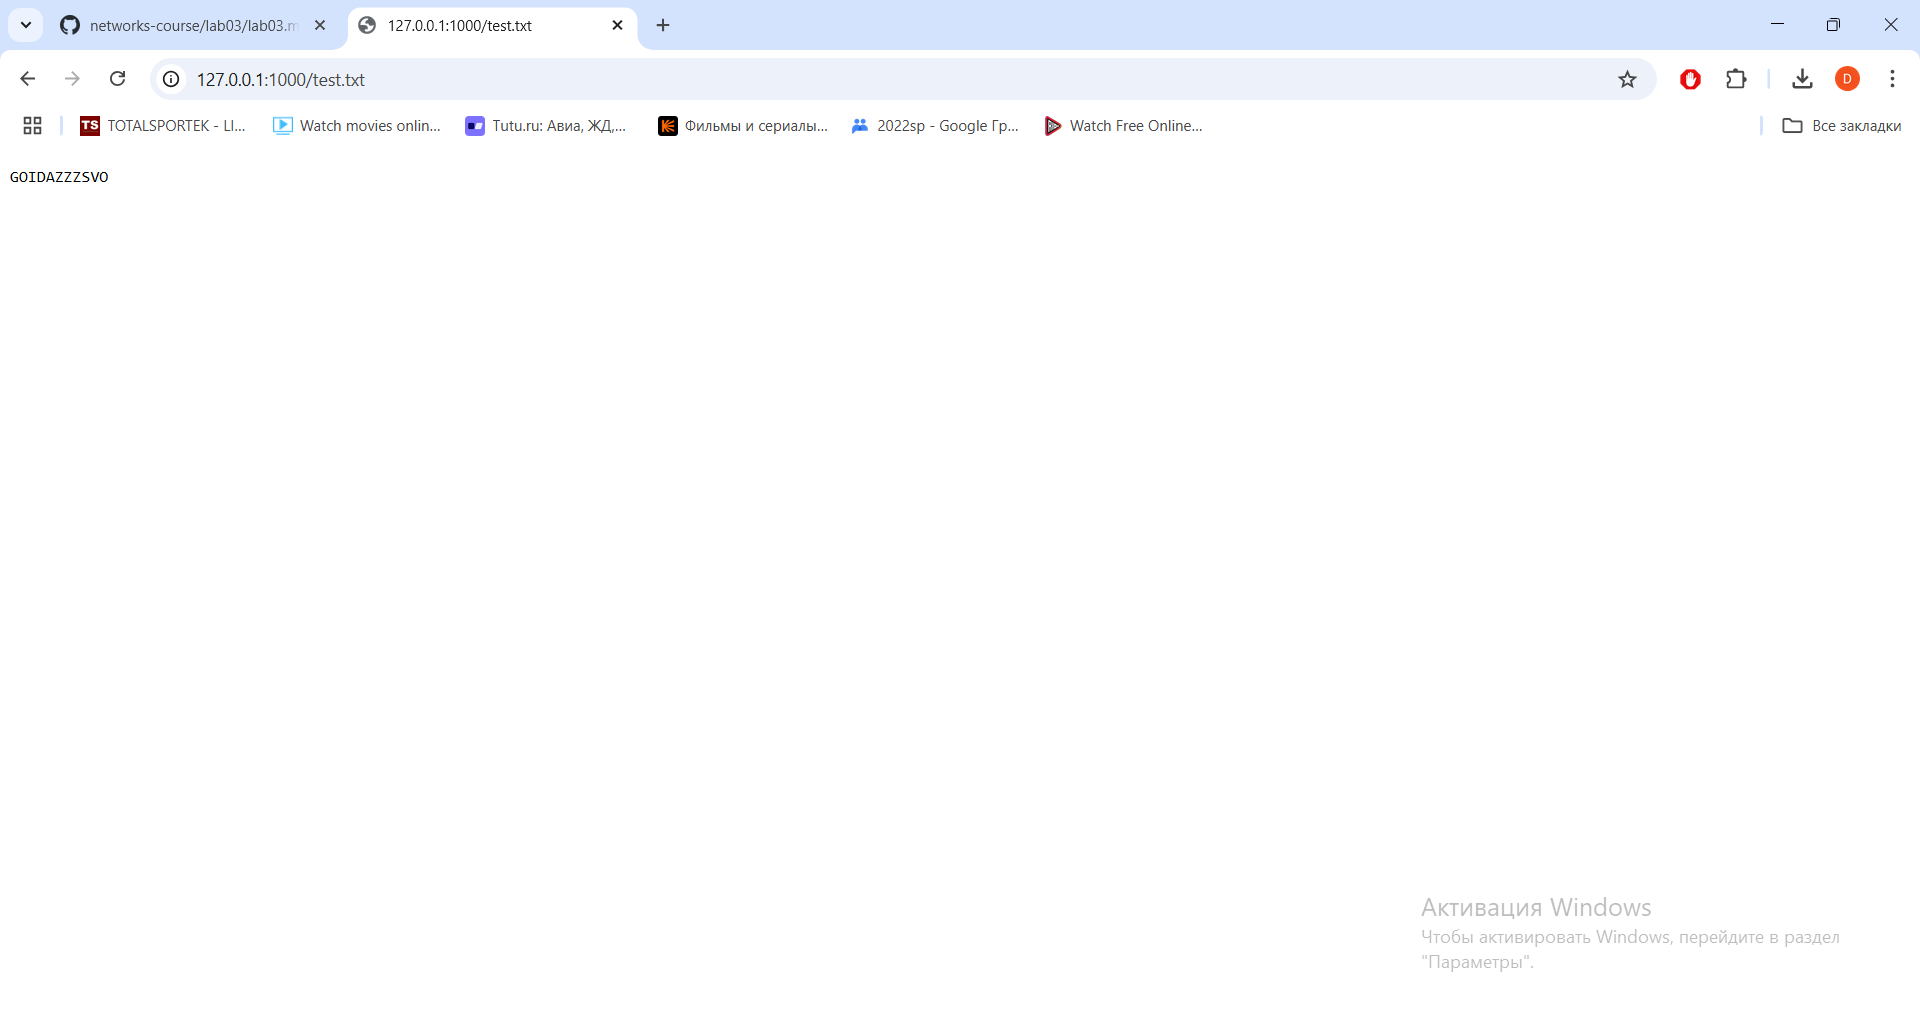 networks-course/lab03/lab03.m
127.0.0.1:1000/test.txt
127.0.0.1:1000/test.txt
D
TS TOTALSPORTEK - LI... Watch movies onlin... Tutu.ru: Авиа, ЖД,... Фильмы и сериалы... 2022sp - Google Гр... Watch Free Online... Все закладки
GOIDAZZZSVO
Активация Windows
Чтобы активировать Windows, перейдите в раздел
"Параметры".